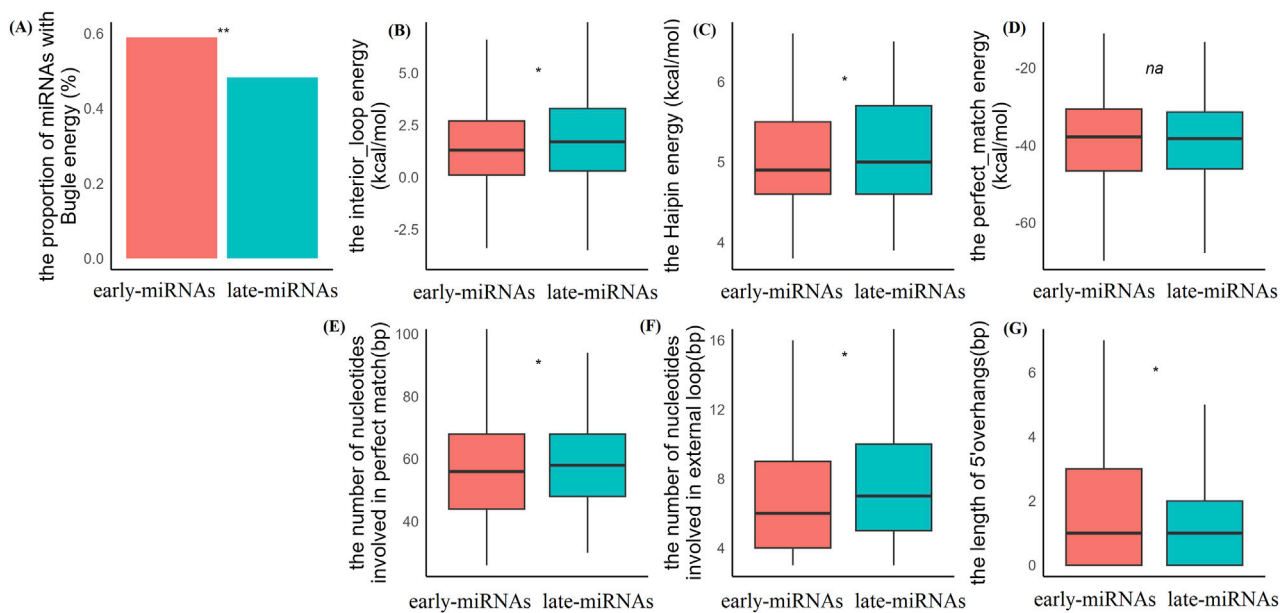 (A)
the proportion of miRNAs with
Bugle energy (%)
0.6
0.4
0.2
0.0
**
early-miRNAs late-miRNAs
(B)
the interior_loop energy
(kcal/mol)
5.0
2.5
0.0
-2.5
*
early-miRNAs late-miRNAs
(C)
the Haipin energy (kcal/mol)
6
5
4
*
early-miRNAs late-miRNAs
(D)
the perfect_match energy
(kcal/mol)
-20
-40
-60
na
early-miRNAs late-miRNAs
(E)
the number of nucleotides
involved in perfect match(bp)
100
80
60
40
*
early-miRNAs late-miRNAs
(F)
the number of nucleotides
involved in external loop(bp)
16
12
8
4
*
early-miRNAs late-miRNAs
(G)
the length of 5'overhangs(bp)
6
4
2
0
*
early-miRNAs late-miRNAs